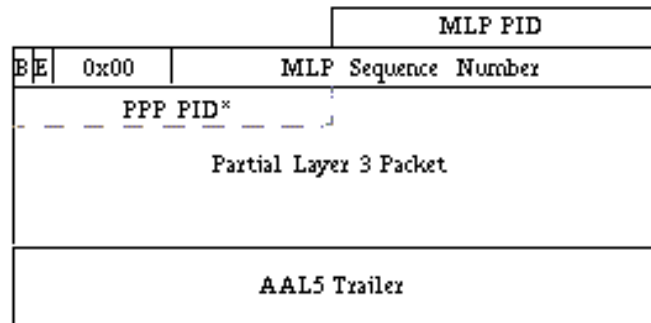 MLP PID
B E 0x00 MLP Sequence Number
PPP PID*
Partial Layer 3 Packet
AAL5 Trailer